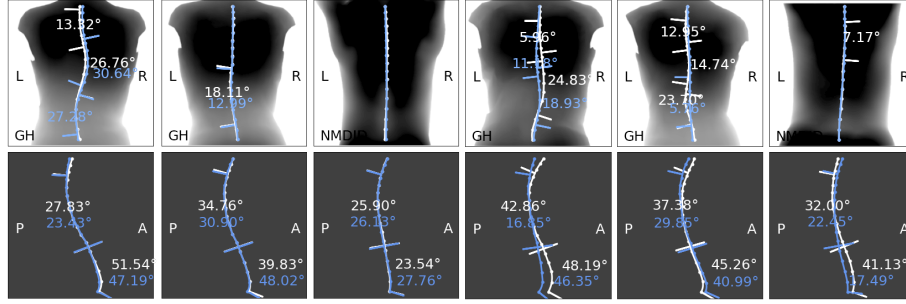 13.32°
26.76°
30.64°
L R
27.28°
GH
18.11°
12.99°
L R
GH
L R
NMDID
5.96°
24.83°
18.93°
L R
GH
12.95°
14.74°
23.70°
L R
GH
7.17°
L R
27.83°
23.43°
P A
51.54°
47.19°
34.76°
30.90°
P A
39.83°
48.02°
25.90°
26.13°
P A
23.54°
27.76°
42.86°
16.85°
P A
48.19°
46.35°
37.38°
29.85°
P A
45.26°
40.99°
32.00°
22.45°
P A
41.13°
37.49°